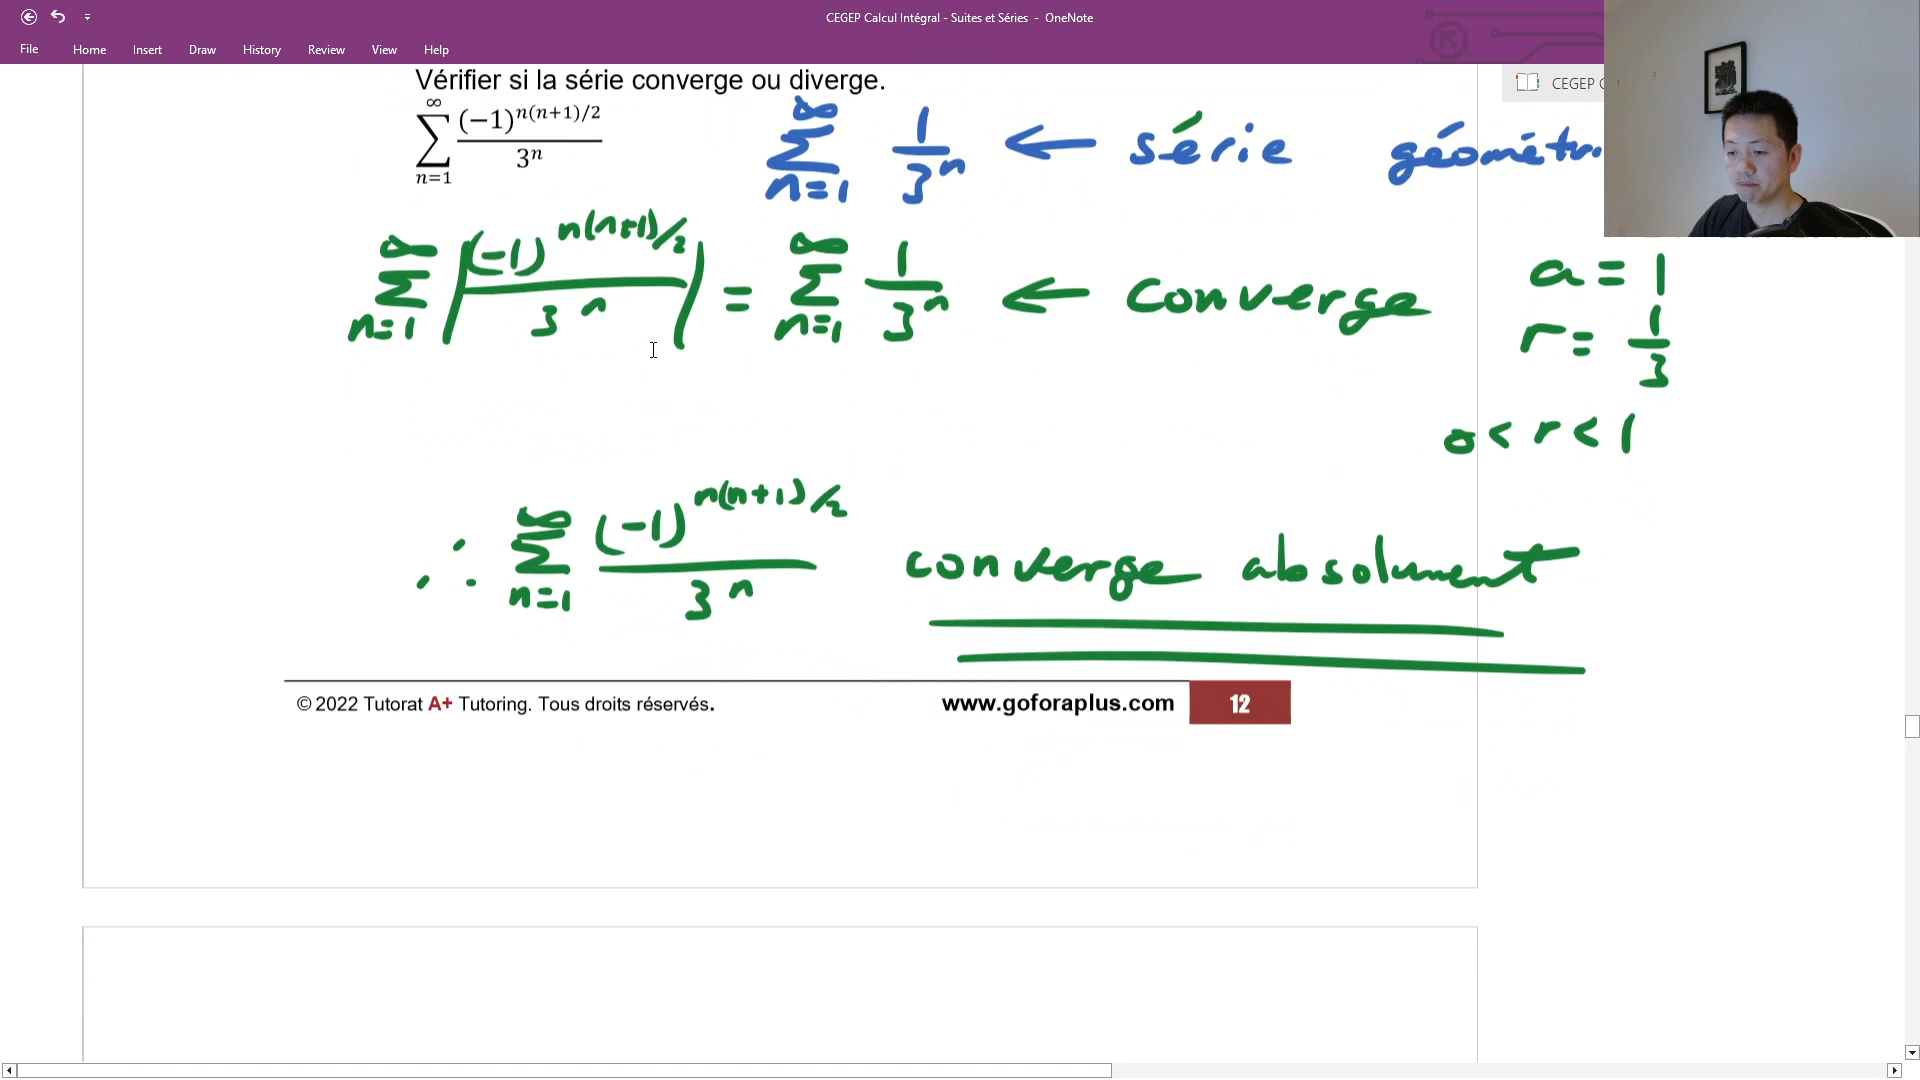 CEGEP Calcul Intégral - Suites et Séries - OneNote
File Home Insert Draw History Review View Help
CEGEP
Vérifier si la série converge ou diverge.
∑_{n=1}^{∞} (−1)^{n(n+1)/2} / 3^n
∑_{n=1}^{∞} 1/3^n ← série géométri
∑_{n=1}^{∞} |(-1)^{n(n+1)/2} / 3^n| = ∑_{n=1}^{∞} 1/3^n ← converge
a = 1
r = 1/3
0 < r < 1
∴ ∑_{n=1}^{∞} (-1)^{n(n+1)/2} / 3^n converge absolument
© 2022 Tutorat A+ Tutoring. Tous droits réservés.
www.goforaplus.com 12